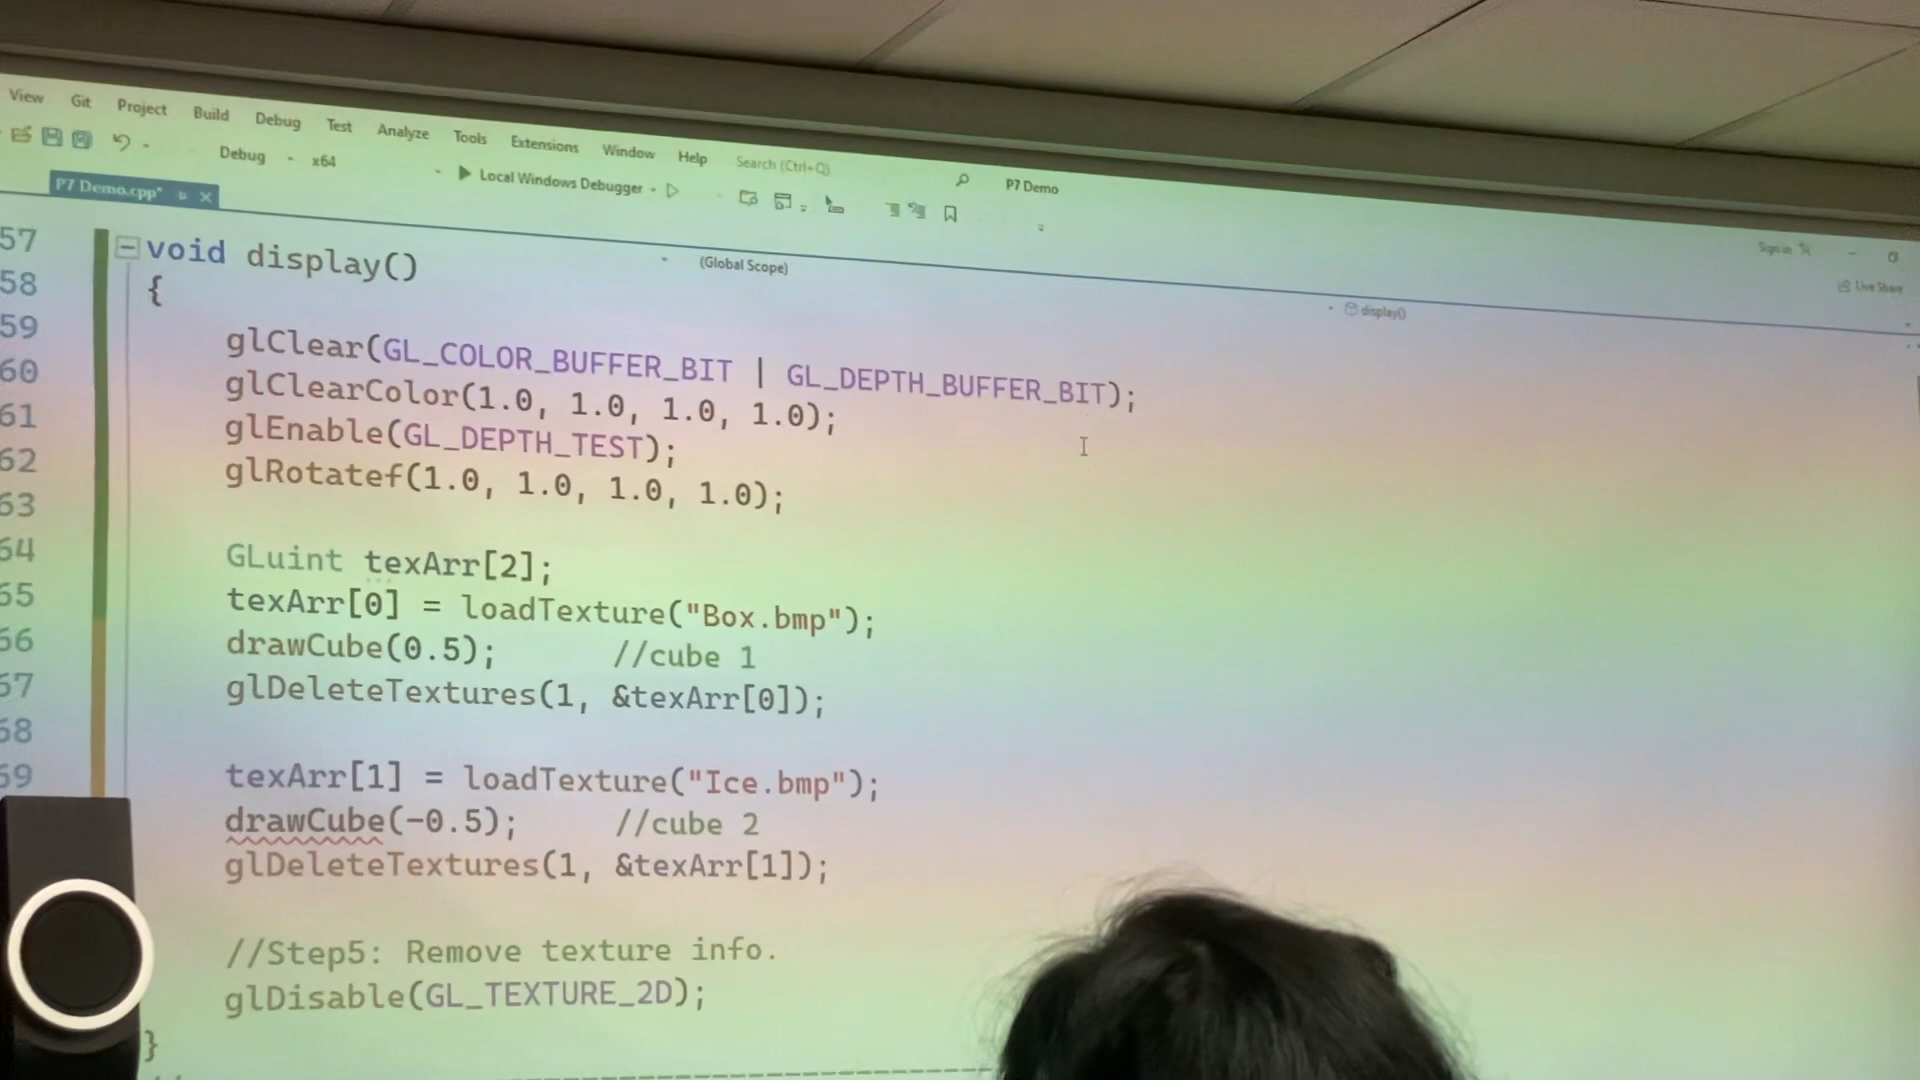 View Git Project Build Debug Test Analyze Tools Extensions Window Help Search (Ctrl+Q) P7 Demo
Sign in
Debug x64 Local Windows Debugger
Live Share
P7 Demo.cpp*
(Global Scope) display()
57 void display()
58 {
59 glClear(GL_COLOR_BUFFER_BIT | GL_DEPTH_BUFFER_BIT);
60 glClearColor(1.0, 1.0, 1.0, 1.0);
61 glEnable(GL_DEPTH_TEST);
62 glRotatef(1.0, 1.0, 1.0, 1.0);
63
64 GLuint texArr[2];
65 texArr[0] = loadTexture("Box.bmp");
66 drawCube(0.5); //cube 1
67 glDeleteTextures(1, &texArr[0]);
68
69 texArr[1] = loadTexture("Ice.bmp");
drawCube(-0.5); //cube 2
glDeleteTextures(1, &texArr[1]);
//Step5: Remove texture info.
glDisable(GL_TEXTURE_2D);
}